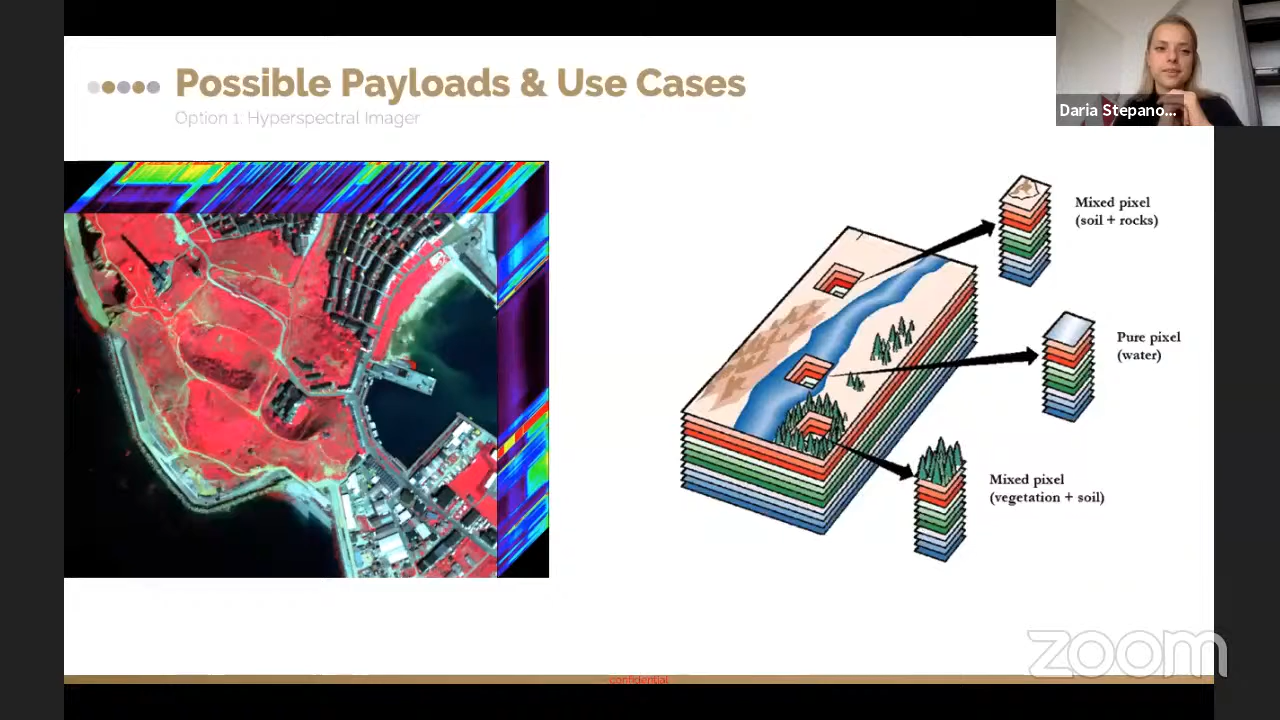 Possible Payloads & Use Cases
Option 1: Hyperspectral Imager
Daria Stepano...
Mixed pixel
(soil + rocks)
Pure pixel
(water)
Mixed pixel
(vegetation + soil)
zoom
confidential